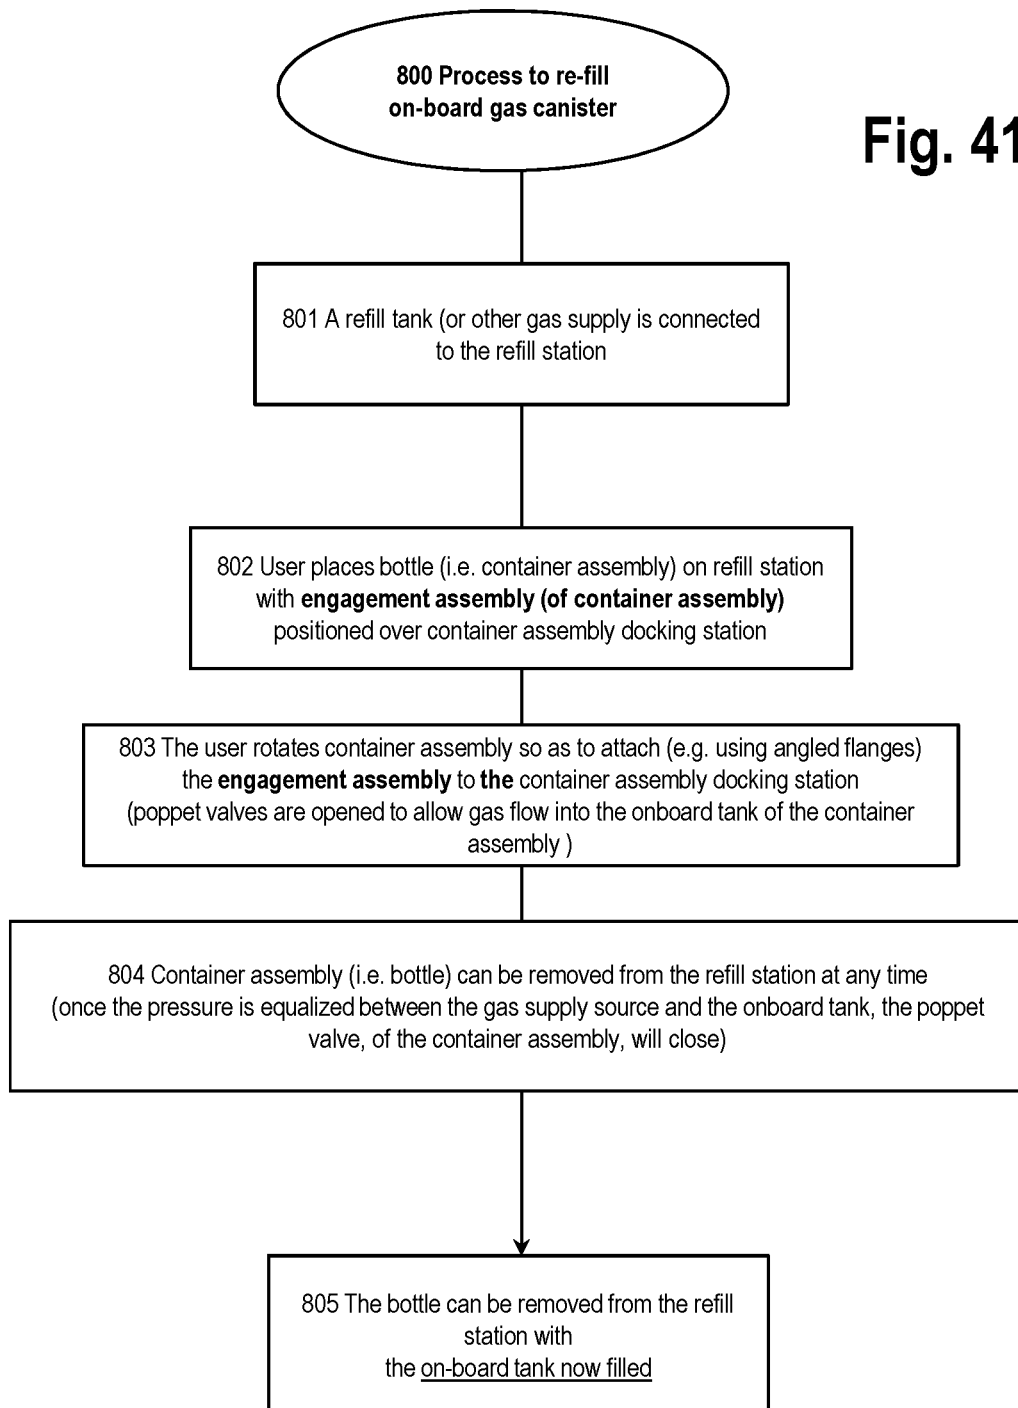 800 Process to re-fill
on-board gas canister
Fig. 41
801 A refill tank (or other gas supply is connected
to the refill station
802 User places bottle (i.e. container assembly) on refill station
with engagement assembly (of container assembly)
positioned over container assembly docking station
803 The user rotates container assembly so as to attach (e.g. using angled flanges)
the engagement assembly to the container assembly docking station
(poppet valves are opened to allow gas flow into the onboard tank of the container
assembly )
804 Container assembly (i.e. bottle) can be removed from the refill station at any time
(once the pressure is equalized between the gas supply source and the onboard tank, the poppet
valve, of the container assembly, will close)
805 The bottle can be removed from the refill
station with
the on-board tank now filled